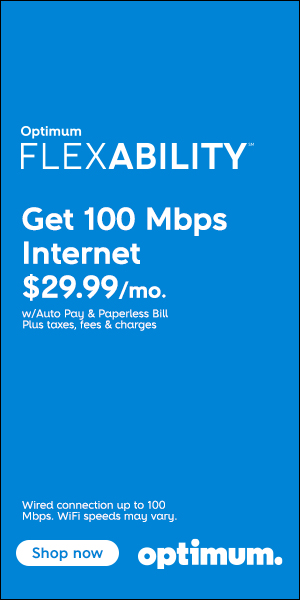 Optimum
FLEXABILITY℠
Get 100 Mbps
Internet
$29.99/mo.
w/Auto Pay & Paperless Bill
Plus taxes, fees & charges
Wired connection up to 100
Mbps. WiFi speeds may vary.
Shop now
optimum.